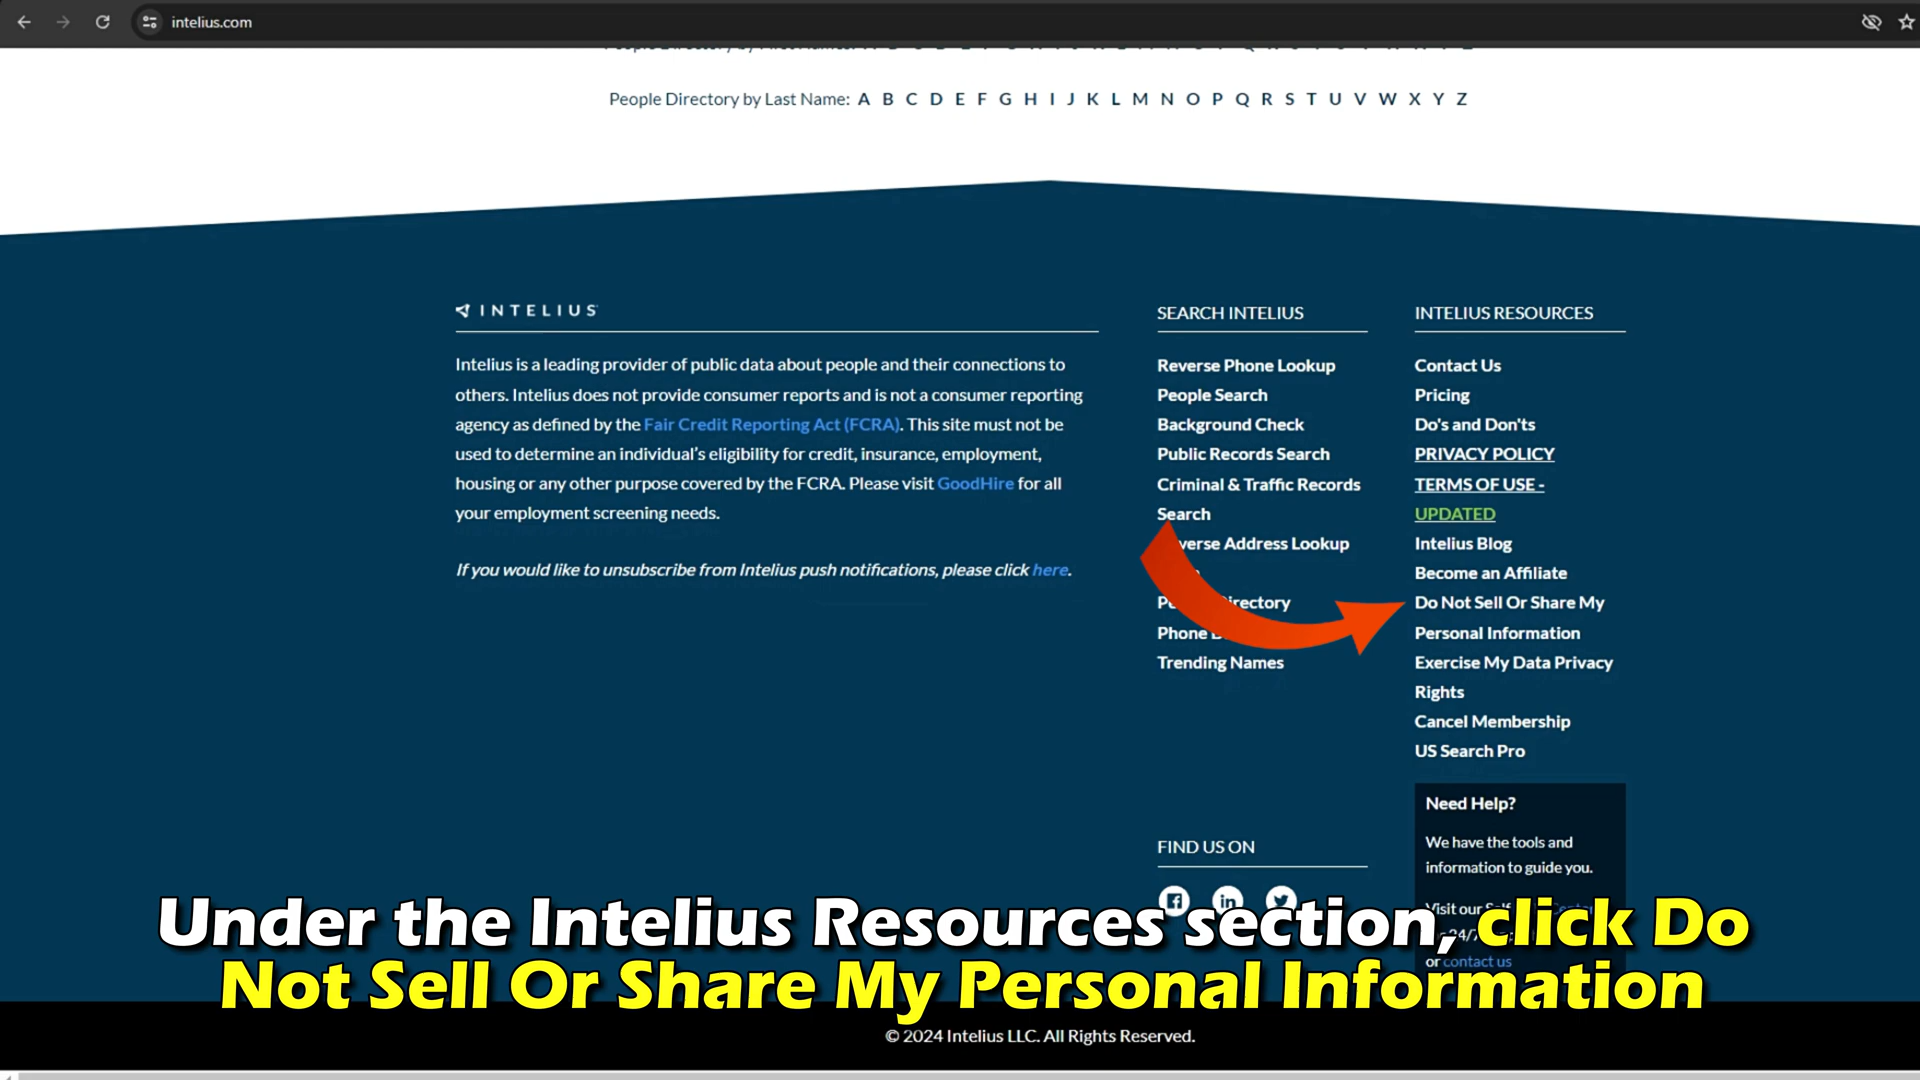 intelius.com
People Directory by Last Name: A B C D E F G H I J K L M N O P Q R S T U V W X Y Z
INTELIUS
Intelius is a leading provider of public data about people and their connections to
others. Intelius does not provide consumer reports and is not a consumer reporting
agency as defined by the Fair Credit Reporting Act (FCRA). This site must not be
used to determine an individual's eligibility for credit, insurance, employment,
housing or any other purpose covered by the FCRA. Please visit GoodHire for all
your employment screening needs.
If you would like to unsubscribe from Intelius push notifications, please click here.
SEARCH INTELIUS
Reverse Phone Lookup
People Search
Background Check
Public Records Search
Criminal & Traffic Records
Search
Address Lookup
Phone
Trending Names
FIND US ON
INTELIUS RESOURCES
Contact Us
Pricing
Do's and Don'ts
PRIVACY POLICY
TERMS OF USE -
UPDATED
Intelius Blog
Become an Affiliate
Do Not Sell Or Share My
Personal Information
Exercise My Data Privacy
Rights
Cancel Membership
US Search Pro
Need Help?
We have the tools and
information to guide you.
Visit our
or contact us
Under the Intelius Resources section, click Do
Not Sell Or Share My Personal Information
© 2024 Intelius LLC. All Rights Reserved.